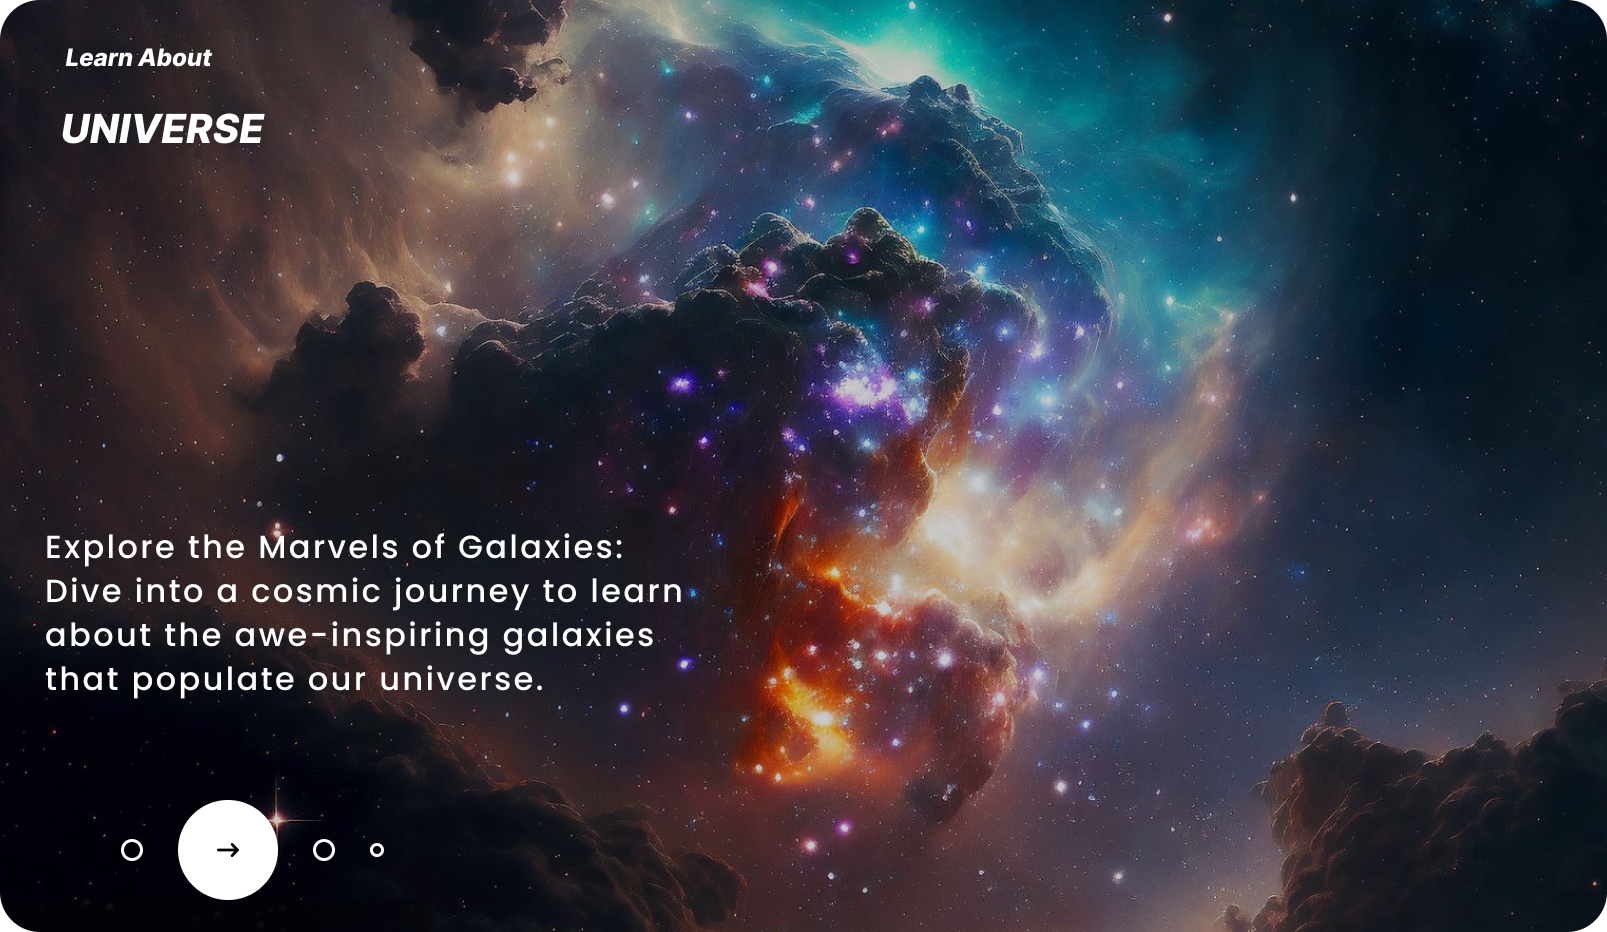 Learn About
UNIVERSE
Explore the Marvels of Galaxies:
Dive into a cosmic journey to learn
about the awe-inspiring galaxies
that populate our universe.